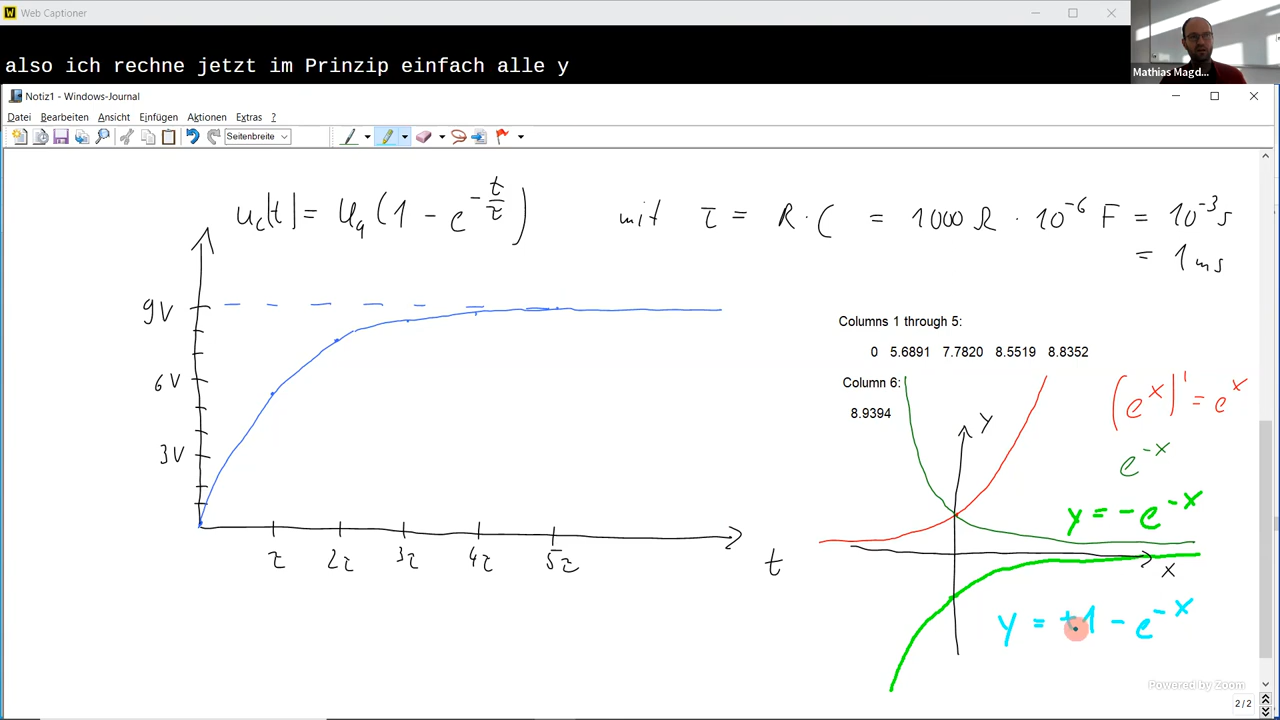 Web Captioner
also ich rechne jetzt im Prinzip einfach alle y
Mathias Magd...
Notiz1 - Windows-Journal
Datei Bearbeiten Ansicht Einfügen Aktionen Extras ?
Seitenbreite
u_C(t) = U_q (1 - e^{-t/τ}) mit τ = R · C = 1000 Ω · 10^{-6} F = 10^{-3} s
= 1 ms
9V
6V
3V
τ 2τ 3τ 4τ 5τ t
Columns 1 through 5:
0 5.6891 7.7820 8.5519 8.8352
Column 6:
8.9394
(e^x)' = e^x
y
e^{-x}
y = -e^{-x}
x
y = +1 - e^{-x}
Powered by Zoom
2 / 2